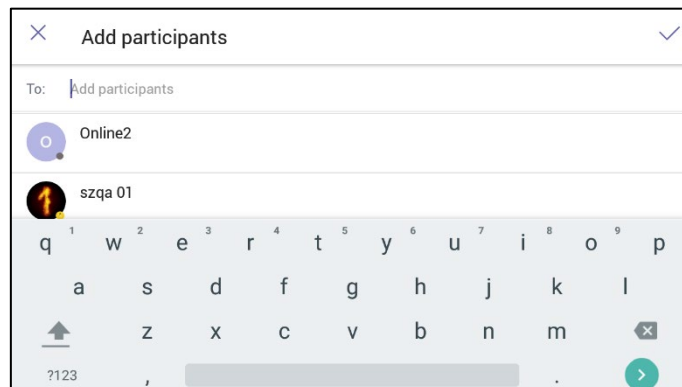 Add participants
To: Add participants
O Online2
szqa 01
q 1 w 2 e 3 r 4 t 5 y 6 u 7 i 8 o 9 p
a s d f g h j k l
z x c v b n m
?123 , .